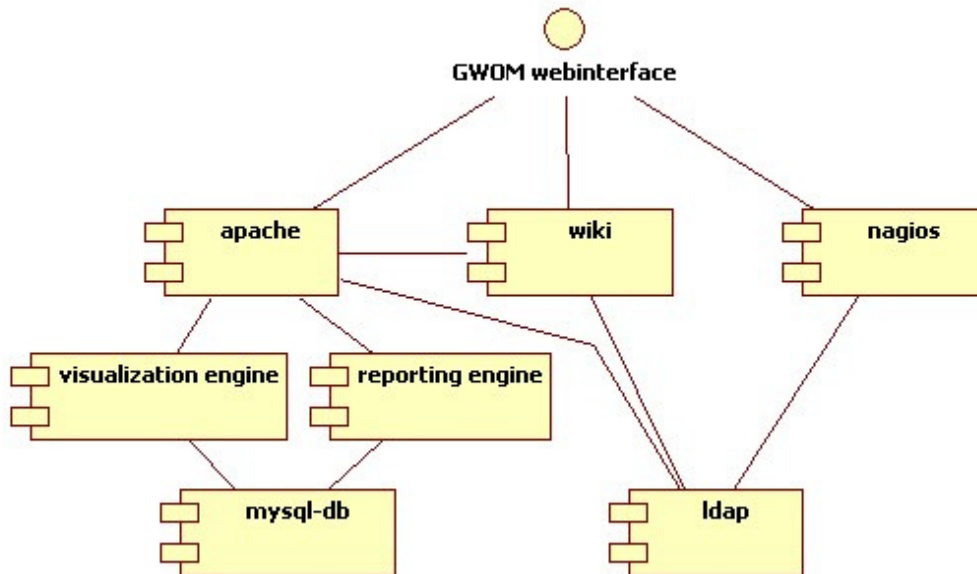 GWOM webinterface
apache
wiki
nagios
visualization engine
reporting engine
mysql-db
ldap